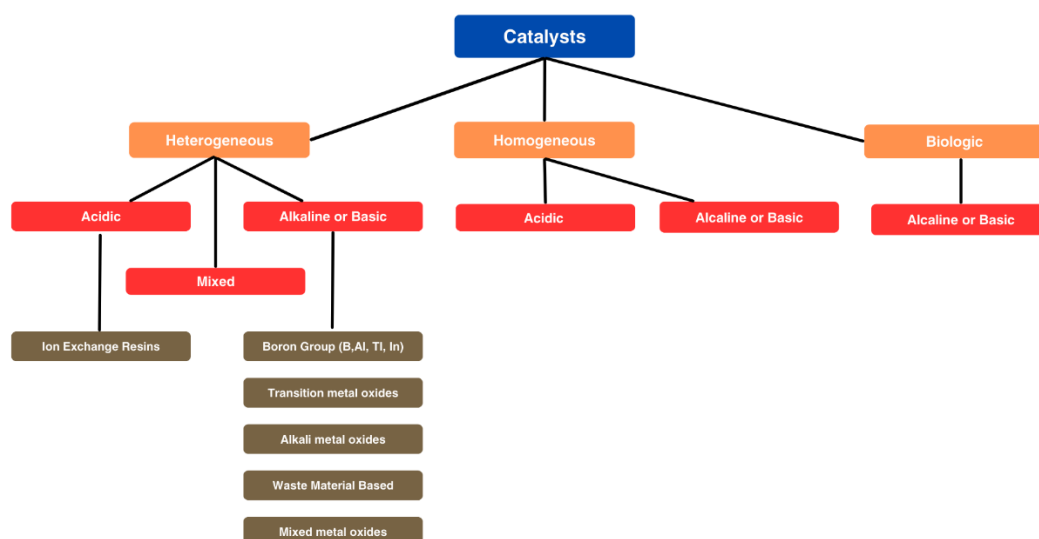 Catalysts
Heterogeneous
Homogeneous
Biologic
Acidic
Alkaline or Basic
Acidic
Alcaline or Basic
Alcaline or Basic
Mixed
Ion Exchange Resins
Boron Group (B,Al, Tl, In)
Transition metal oxides
Alkali metal oxides
Waste Material Based
Mixed metal oxides